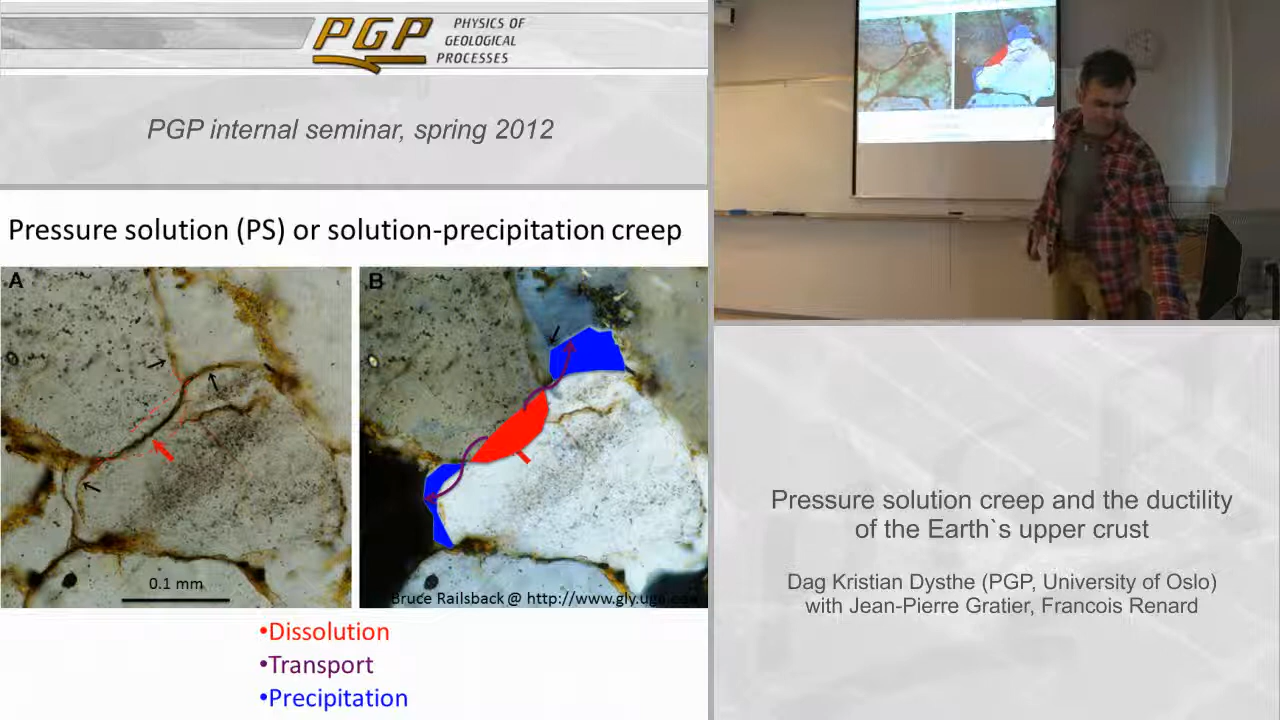 PGP
PHYSICS OF
GEOLOGICAL
PROCESSES
PGP internal seminar, spring 2012
Pressure solution (PS) or solution-precipitation creep
A
B
0.1 mm
Bruce Railsback @ http://www.gly.uga.
•Dissolution
•Transport
•Precipitation
Pressure solution creep and the ductility
of the Earth`s upper crust
Dag Kristian Dysthe (PGP, University of Oslo)
with Jean-Pierre Gratier, Francois Renard